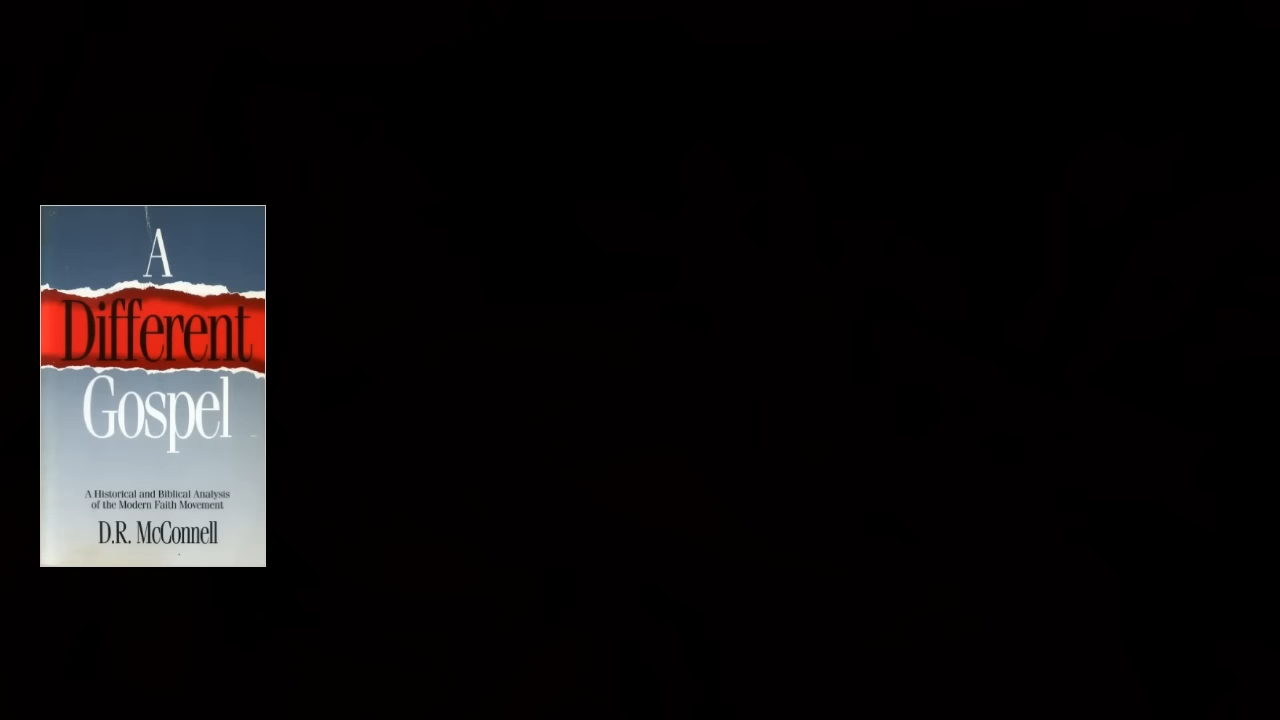 A
Different
Gospel
A Historical and Biblical Analysis
of the Modern Faith Movement
D.R. McConnell